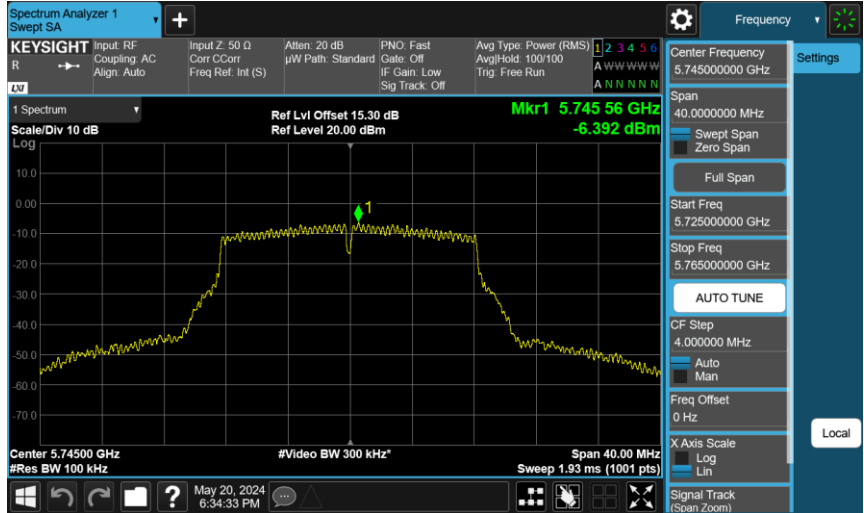 Spectrum Analyzer 1
Swept SA
+
Frequency
KEYSIGHT
R
LXI
Input: RF
Coupling: AC
Align: Auto
Input Z: 50 Ω
Corr CCorr
Freq Ref: Int (S)
Atten: 20 dB
µW Path: Standard
PNO: Fast
Gate: Off
IF Gain: Low
Sig Track: Off
Avg Type: Power (RMS)
Avg|Hold: 100/100
Trig: Free Run
1 2 3 4 5 6
A W W W W W
A N N N N N
1 Spectrum
Scale/Div 10 dB
Log
Ref Lvl Offset 15.30 dB
Ref Level 20.00 dBm
Mkr1 5.745 56 GHz
-6.392 dBm
1
10.0
0.00
-10.0
-20.0
-30.0
-40.0
-50.0
-60.0
-70.0
Center 5.74500 GHz
#Res BW 100 kHz
#Video BW 300 kHz*
Span 40.00 MHz
Sweep 1.93 ms (1001 pts)
?
May 20, 2024
6:34:33 PM
Center Frequency
5.745000000 GHz
Span
40.0000000 MHz
Swept Span
Zero Span
Full Span
Start Freq
5.725000000 GHz
Stop Freq
5.765000000 GHz
AUTO TUNE
CF Step
4.000000 MHz
Auto
Man
Freq Offset
0 Hz
X Axis Scale
Log
Lin
Signal Track
(Span Zoom)
Settings
Local